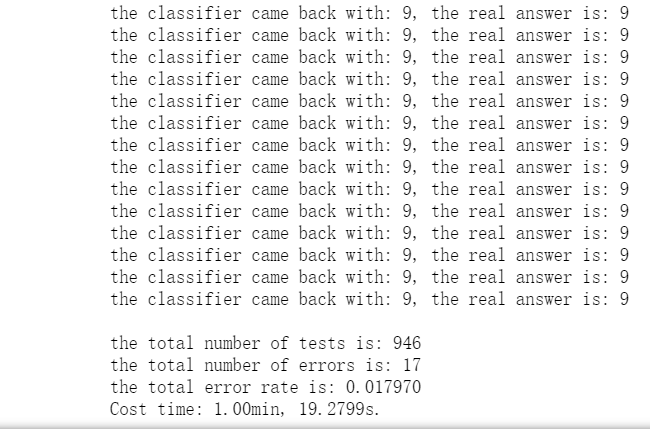 the classifier came back with: 9, the real answer is: 9
the classifier came back with: 9, the real answer is: 9
the classifier came back with: 9, the real answer is: 9
the classifier came back with: 9, the real answer is: 9
the classifier came back with: 9, the real answer is: 9
the classifier came back with: 9, the real answer is: 9
the classifier came back with: 9, the real answer is: 9
the classifier came back with: 9, the real answer is: 9
the classifier came back with: 9, the real answer is: 9
the classifier came back with: 9, the real answer is: 9
the classifier came back with: 9, the real answer is: 9
the classifier came back with: 9, the real answer is: 9
the classifier came back with: 9, the real answer is: 9
the classifier came back with: 9, the real answer is: 9
the total number of tests is: 946
the total number of errors is: 17
the total error rate is: 0.017970
Cost time: 1.00min, 19.2799s.